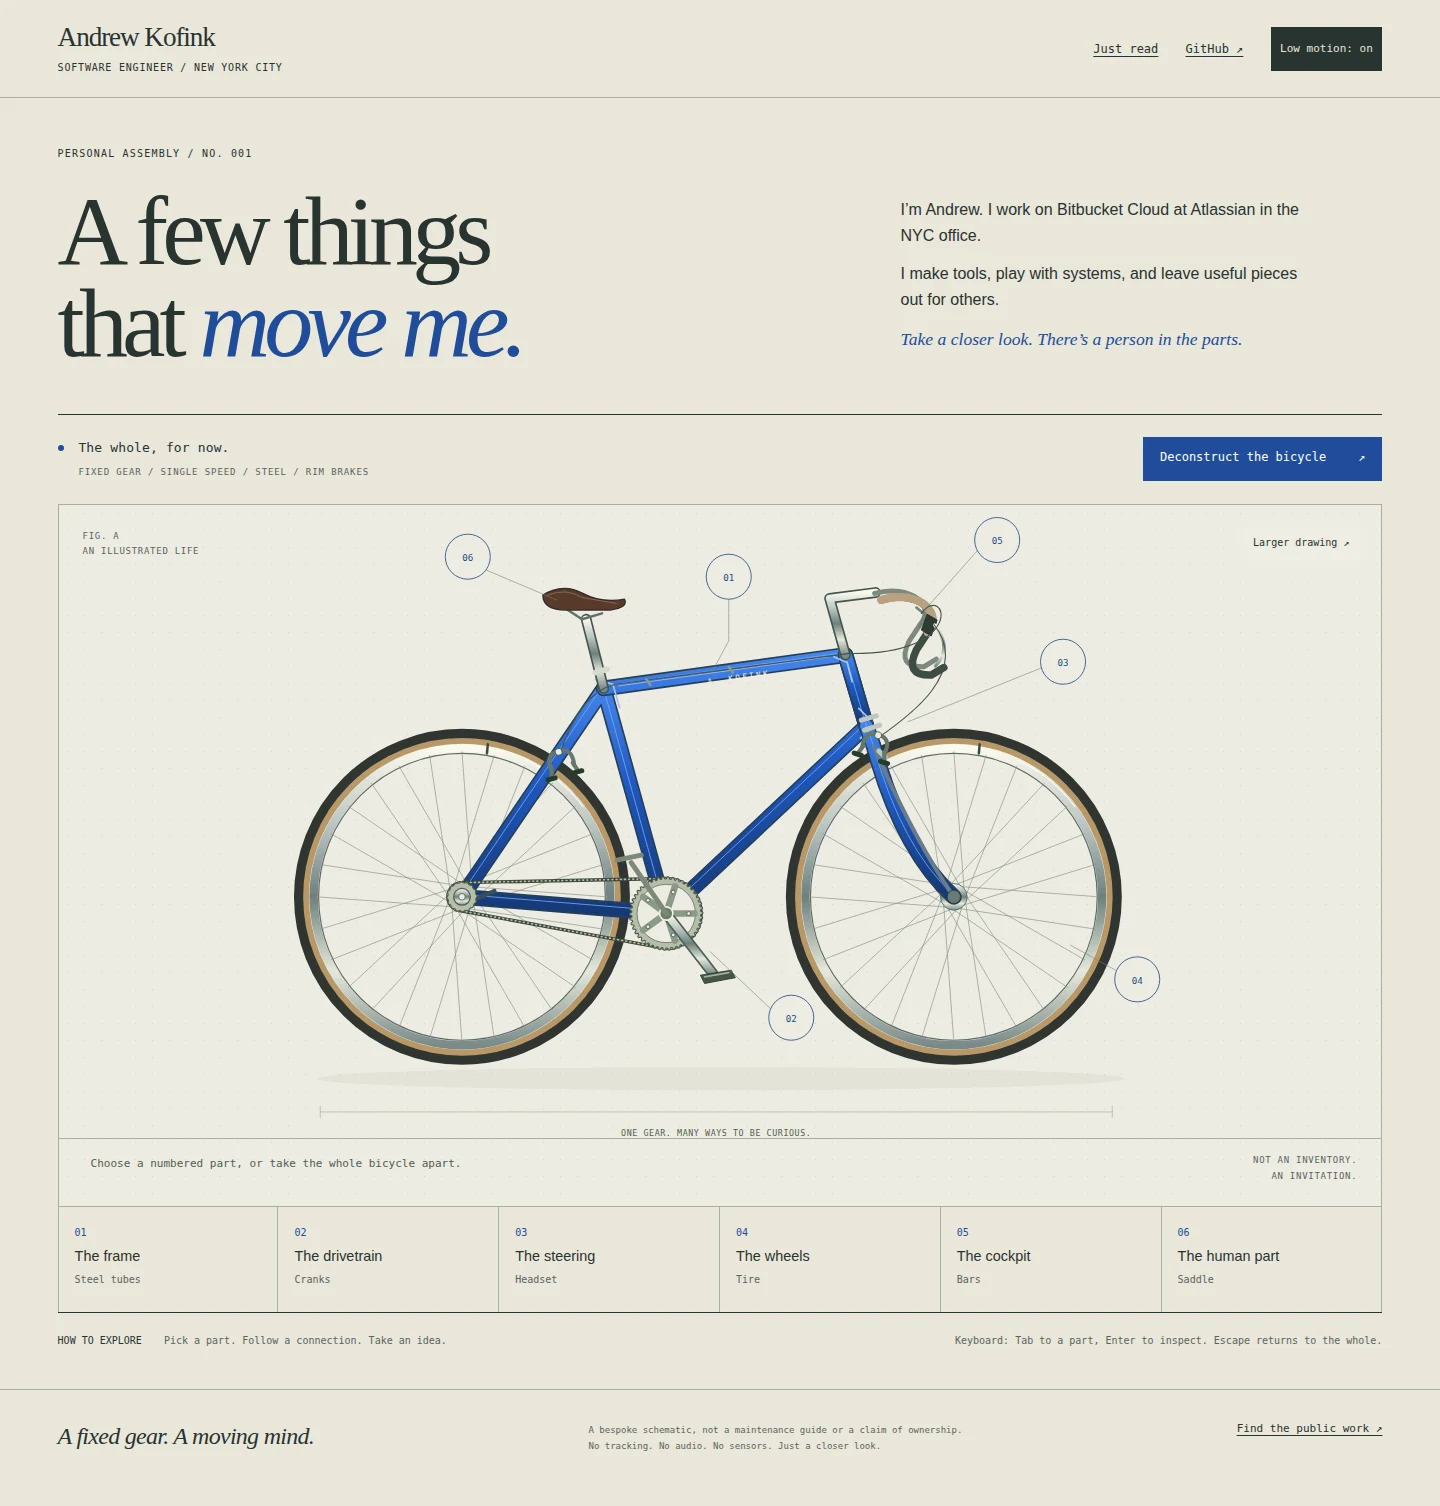 Andrew Kofink
SOFTWARE ENGINEER / NEW YORK CITY
Just read
GitHub ↗
Low motion: on
PERSONAL ASSEMBLY / NO. 001
A few things
that move me.
I’m Andrew. I work on Bitbucket Cloud at Atlassian in the
NYC office.
I make tools, play with systems, and leave useful pieces
out for others.
Take a closer look. There’s a person in the parts.
The whole, for now.
FIXED GEAR / SINGLE SPEED / STEEL / RIM BRAKES
Deconstruct the bicycle ↗
FIG. A
AN ILLUSTRATED LIFE
Larger drawing ↗
06
01
05
03
KOFINK
04
02
ONE GEAR. MANY WAYS TO BE CURIOUS.
Choose a numbered part, or take the whole bicycle apart.
NOT AN INVENTORY.
AN INVITATION.
01
The frame
Steel tubes
02
The drivetrain
Cranks
03
The steering
Headset
04
The wheels
Tire
05
The cockpit
Bars
06
The human part
Saddle
HOW TO EXPLORE
Pick a part. Follow a connection. Take an idea.
Keyboard: Tab to a part, Enter to inspect. Escape returns to the whole.
A fixed gear. A moving mind.
A bespoke schematic, not a maintenance guide or a claim of ownership.
No tracking. No audio. No sensors. Just a closer look.
Find the public work ↗